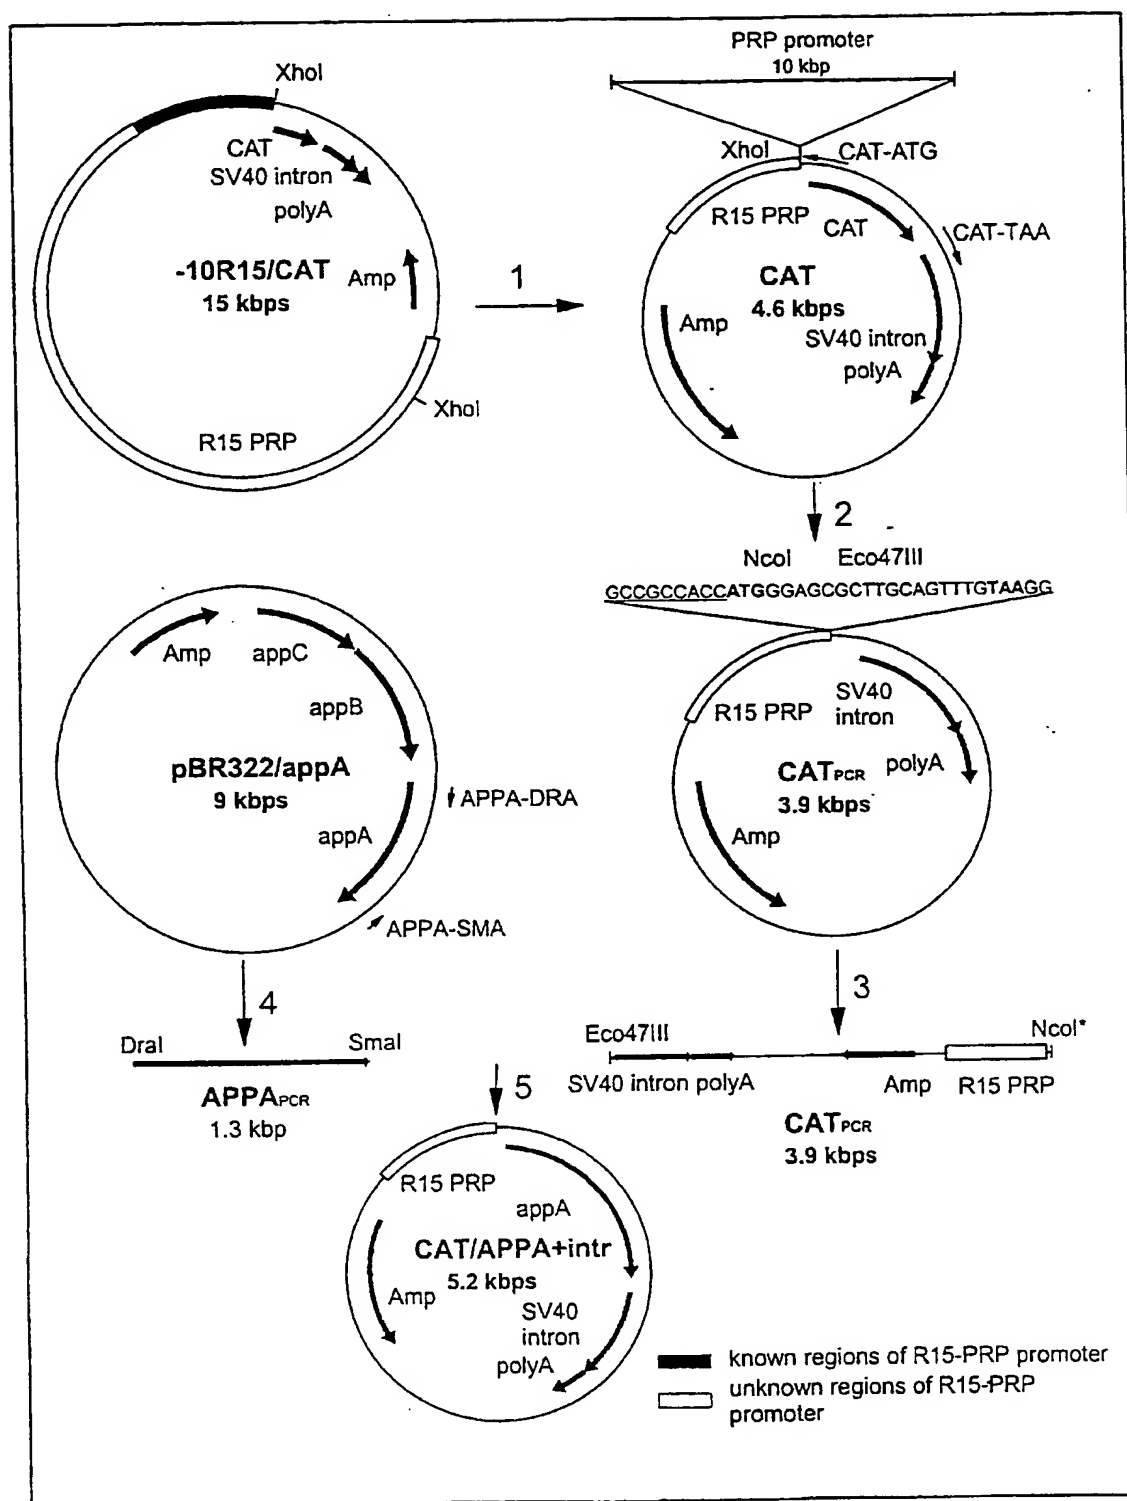 PRP promoter
10 kbp
XhoI
CAT
SV40 intron
polyA
-10R15/CAT
15 kbps
Amp
XhoI
R15 PRP
1
XhoI
CAT-ATG
R15 PRP
CAT
CAT-TAA
CAT
4.6 kbps
Amp
SV40 intron
polyA
2
NcoI Eco47III
GCCGCCACCATGGGAGCGCTTGCAGTTTGTAAGG
Amp
appC
appB
pBR322/appA
9 kbps
appA
APPA-DRA
APPA-SMA
R15 PRP
SV40
intron
CATPCR
3.9 kbps
polyA
Amp
4
3
DraI
SmaI
APPAPCR
1.3 kbp
Eco47III
NcoI*
SV40 intron polyA
Amp
R15 PRP
CATPCR
3.9 kbps
5
R15 PRP
appA
CAT/APPA+intr
5.2 kbps
Amp
SV40
intron
polyA
known regions of R15-PRP promoter
unknown regions of R15-PRP
promoter